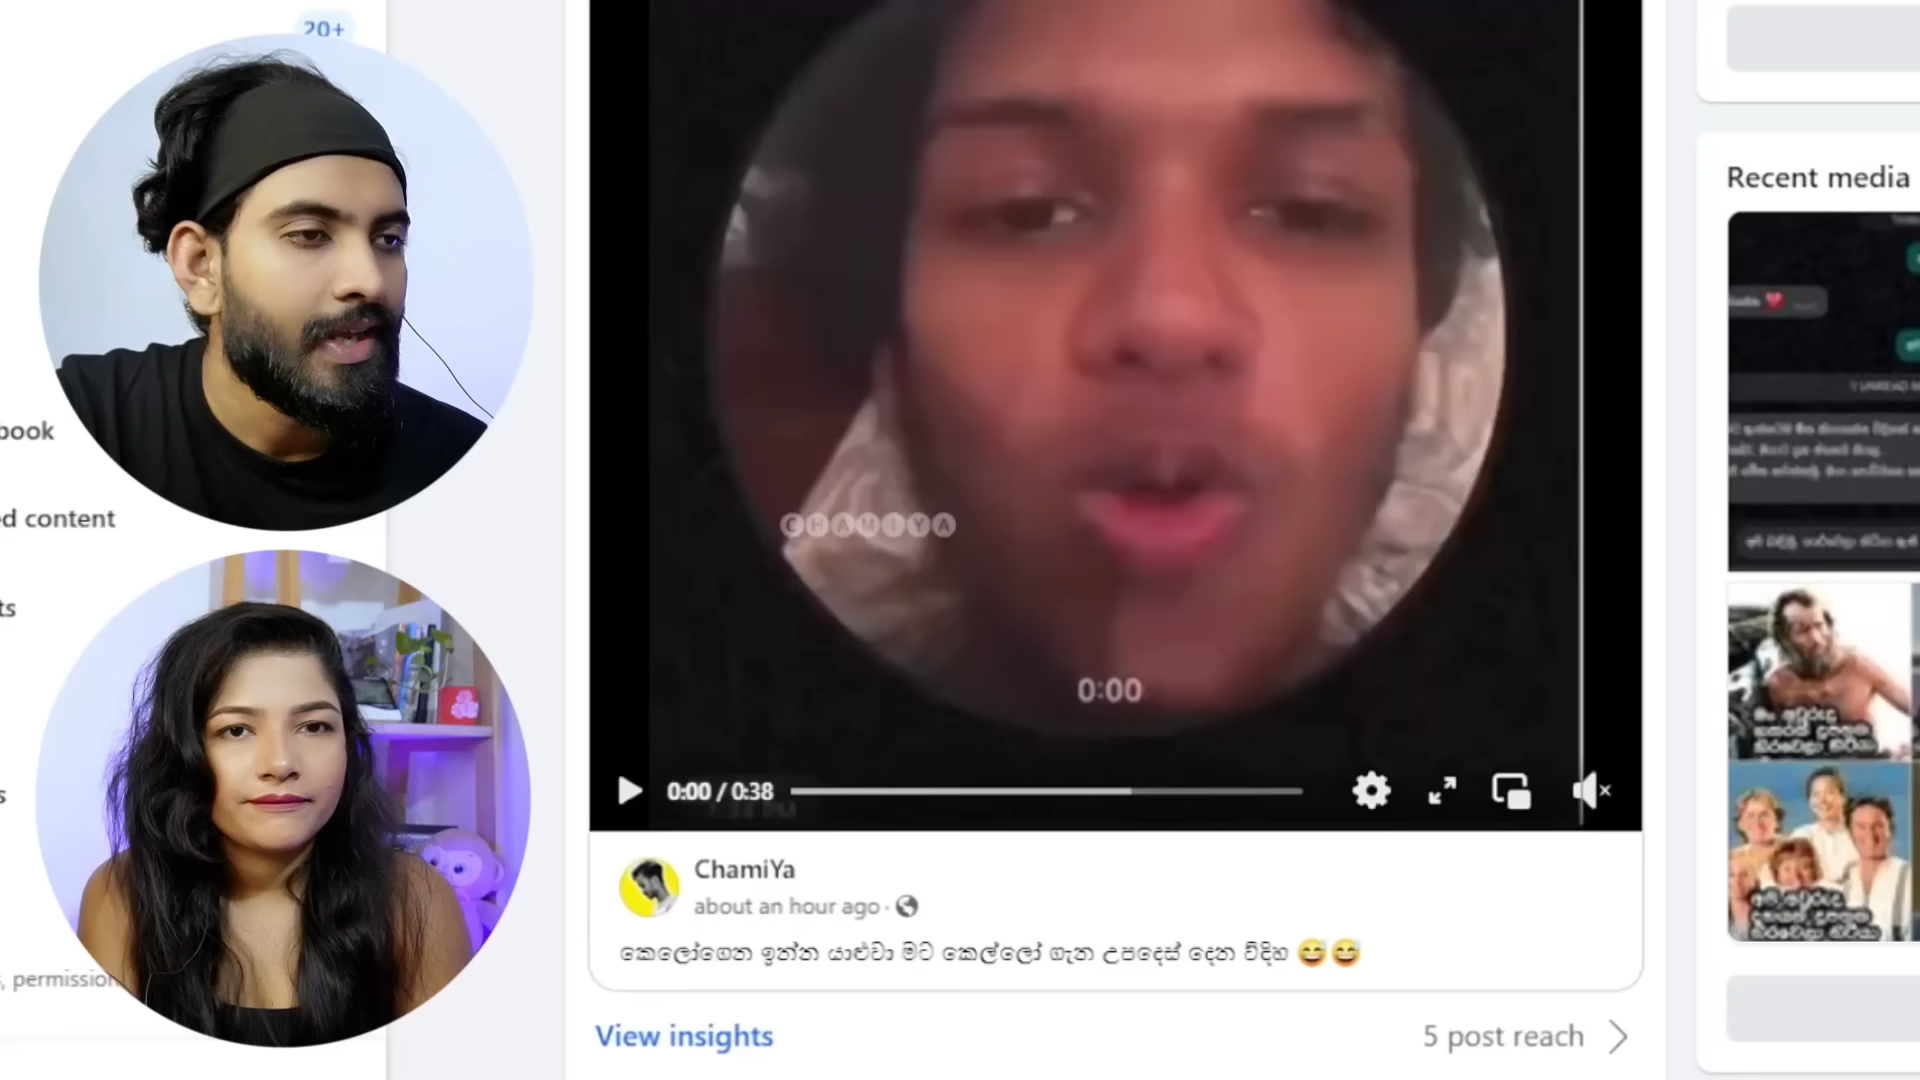 20+
book
d content
ts
s
, permission
CHAMIYA
0:00
0:00 / 0:38
ChamiYa
about an hour ago ·
කෙලෝගෙන ඉන්න යාළුවා මට කෙල්ලෝ ගැන උපදෙස් දෙන විදිහ 😅😅
View insights
5 post reach
Recent media